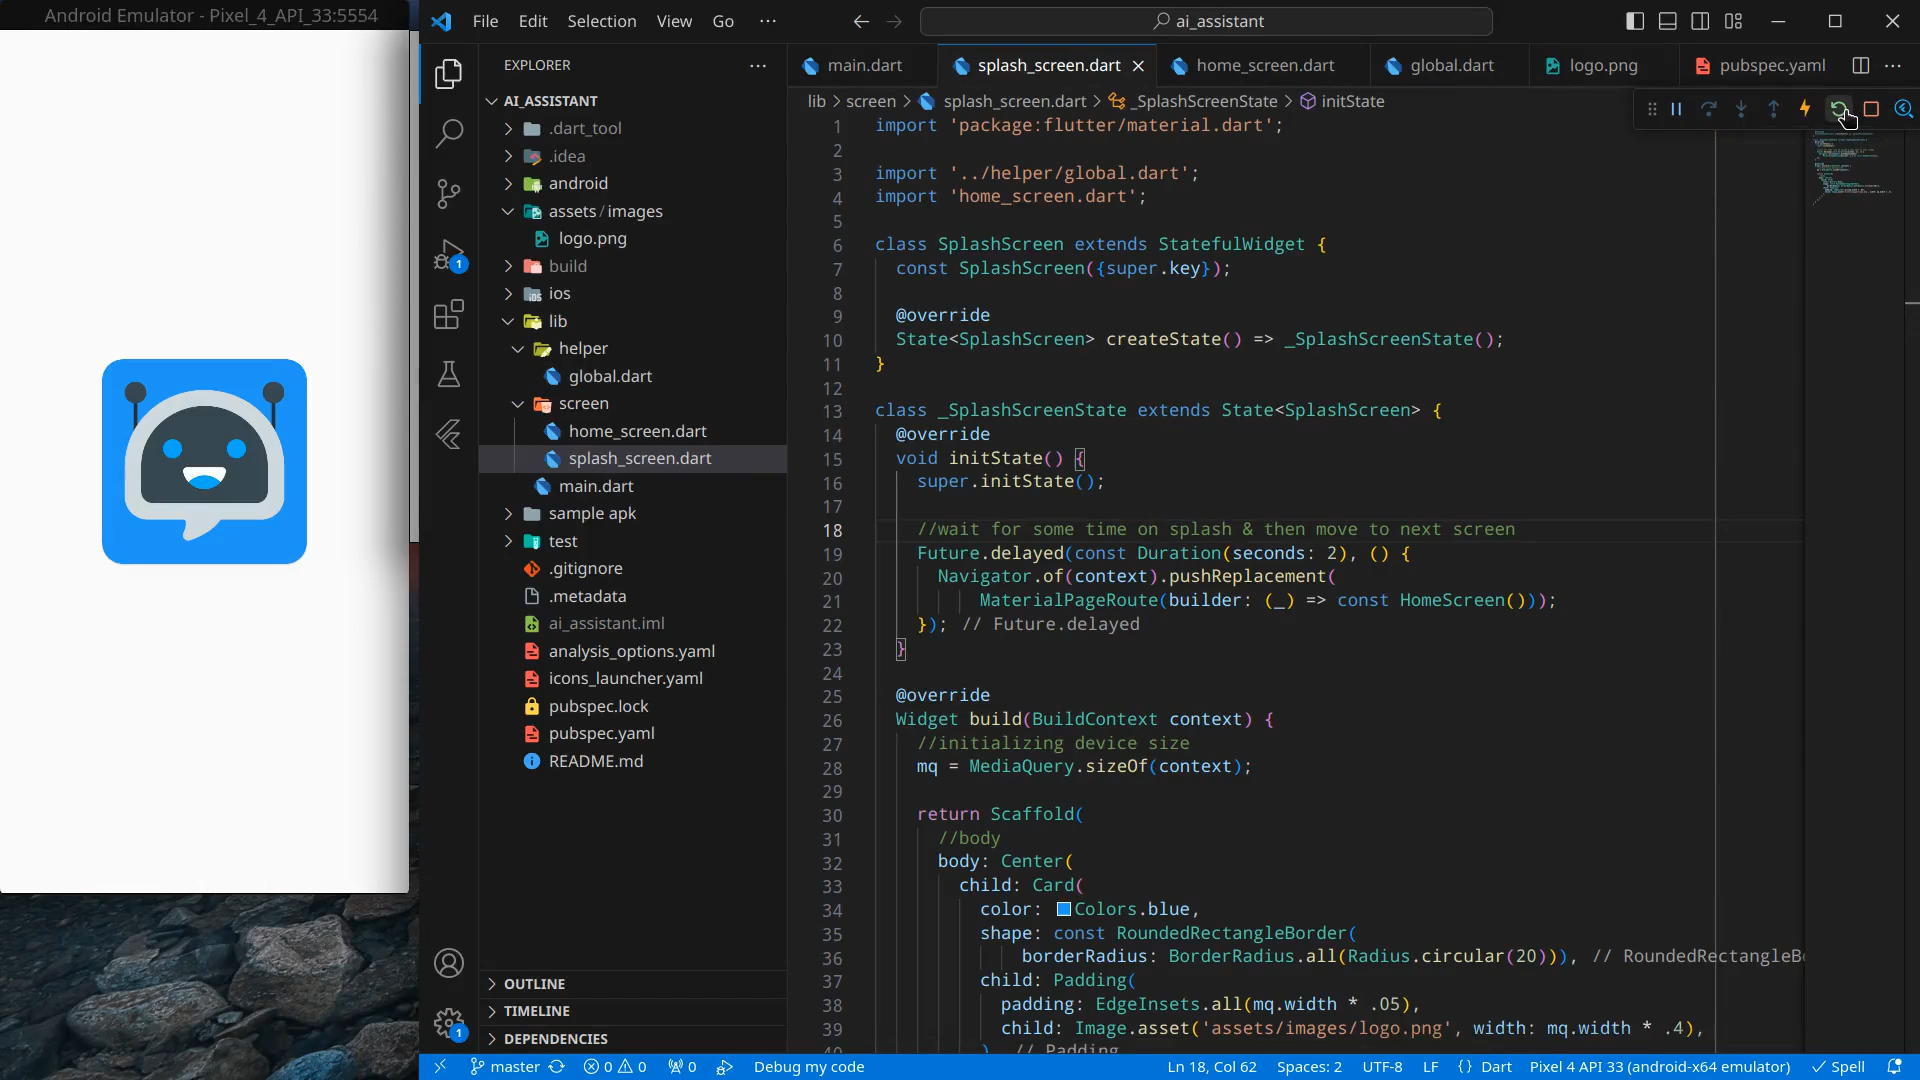 Android Emulator - Pixel_4_API_33:5554
File Edit Selection View Go ···
ai_assistant
EXPLORER
AI_ASSISTANT
.dart_tool
.idea
android
assets / images
logo.png
build
ios
lib
helper
global.dart
screen
home_screen.dart
splash_screen.dart
main.dart
sample apk
test
.gitignore
.metadata
ai_assistant.iml
analysis_options.yaml
icons_launcher.yaml
pubspec.lock
pubspec.yaml
README.md
OUTLINE
TIMELINE
DEPENDENCIES
1
1
main.dart splash_screen.dart home_screen.dart global.dart logo.png pubspec.yaml
lib > screen > splash_screen.dart > _SplashScreenState > initState
1 import 'package:flutter/material.dart';
2
3 import '../helper/global.dart';
4 import 'home_screen.dart';
5
6 class SplashScreen extends StatefulWidget {
7 const SplashScreen({super.key});
8
9 @override
10 State<SplashScreen> createState() => _SplashScreenState();
11 }
12
13 class _SplashScreenState extends State<SplashScreen> {
14 @override
15 void initState() {
16 super.initState();
17
18 //wait for some time on splash & then move to next screen
19 Future.delayed(const Duration(seconds: 2), () {
20 Navigator.of(context).pushReplacement(
21 MaterialPageRoute(builder: (_) => const HomeScreen()));
22 }); // Future.delayed
23 }
24
25 @override
26 Widget build(BuildContext context) {
27 //initializing device size
28 mq = MediaQuery.sizeOf(context);
29
30 return Scaffold(
31 //body
32 body: Center(
33 child: Card(
34 color: Colors.blue,
35 shape: const RoundedRectangleBorder(
36 borderRadius: BorderRadius.all(Radius.circular(20))), // RoundedRectangleBo
37 child: Padding(
38 padding: EdgeInsets.all(mq.width * .05),
39 child: Image.asset('assets/images/logo.png', width: mq.width * .4),
40 ) // Padding
master 0 0 0 Debug my code Ln 18, Col 62 Spaces: 2 UTF-8 LF {} Dart Pixel 4 API 33 (android-x64 emulator) Spell